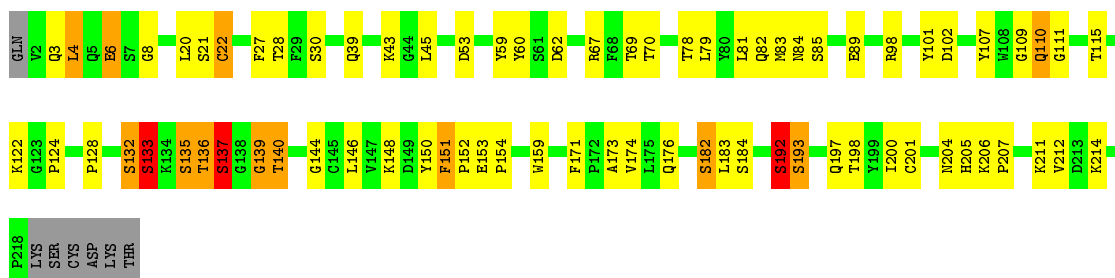 GLN V2 Q3 L4 Q5 E6 S7 G8 L20 S21 C22 F27 T28 F29 S30 Q39 K43 G44 L45 D53 Y59 Y60 S61 D62 R67 F68 T69 T70 T78 L79 Y80 L81 Q82 M83 N84 S85 E89 R98 Y101 D102 Y107 W108 G109 Q110 G111 T115
K122 G123 P124 P128 S132 S133 K134 S135 T136 S137 G138 G139 T140 G144 C145 L146 V147 K148 D149 Y150 F151 P152 E153 P154 W159 F171 P172 A173 V174 L175 Q176 S182 L183 S184 S192 S193 Q197 T198 Y199 I200 C201 N204 H205 K206 P207 K211 V212 D213 K214
P218 LYS SER CYS ASP LYS THR